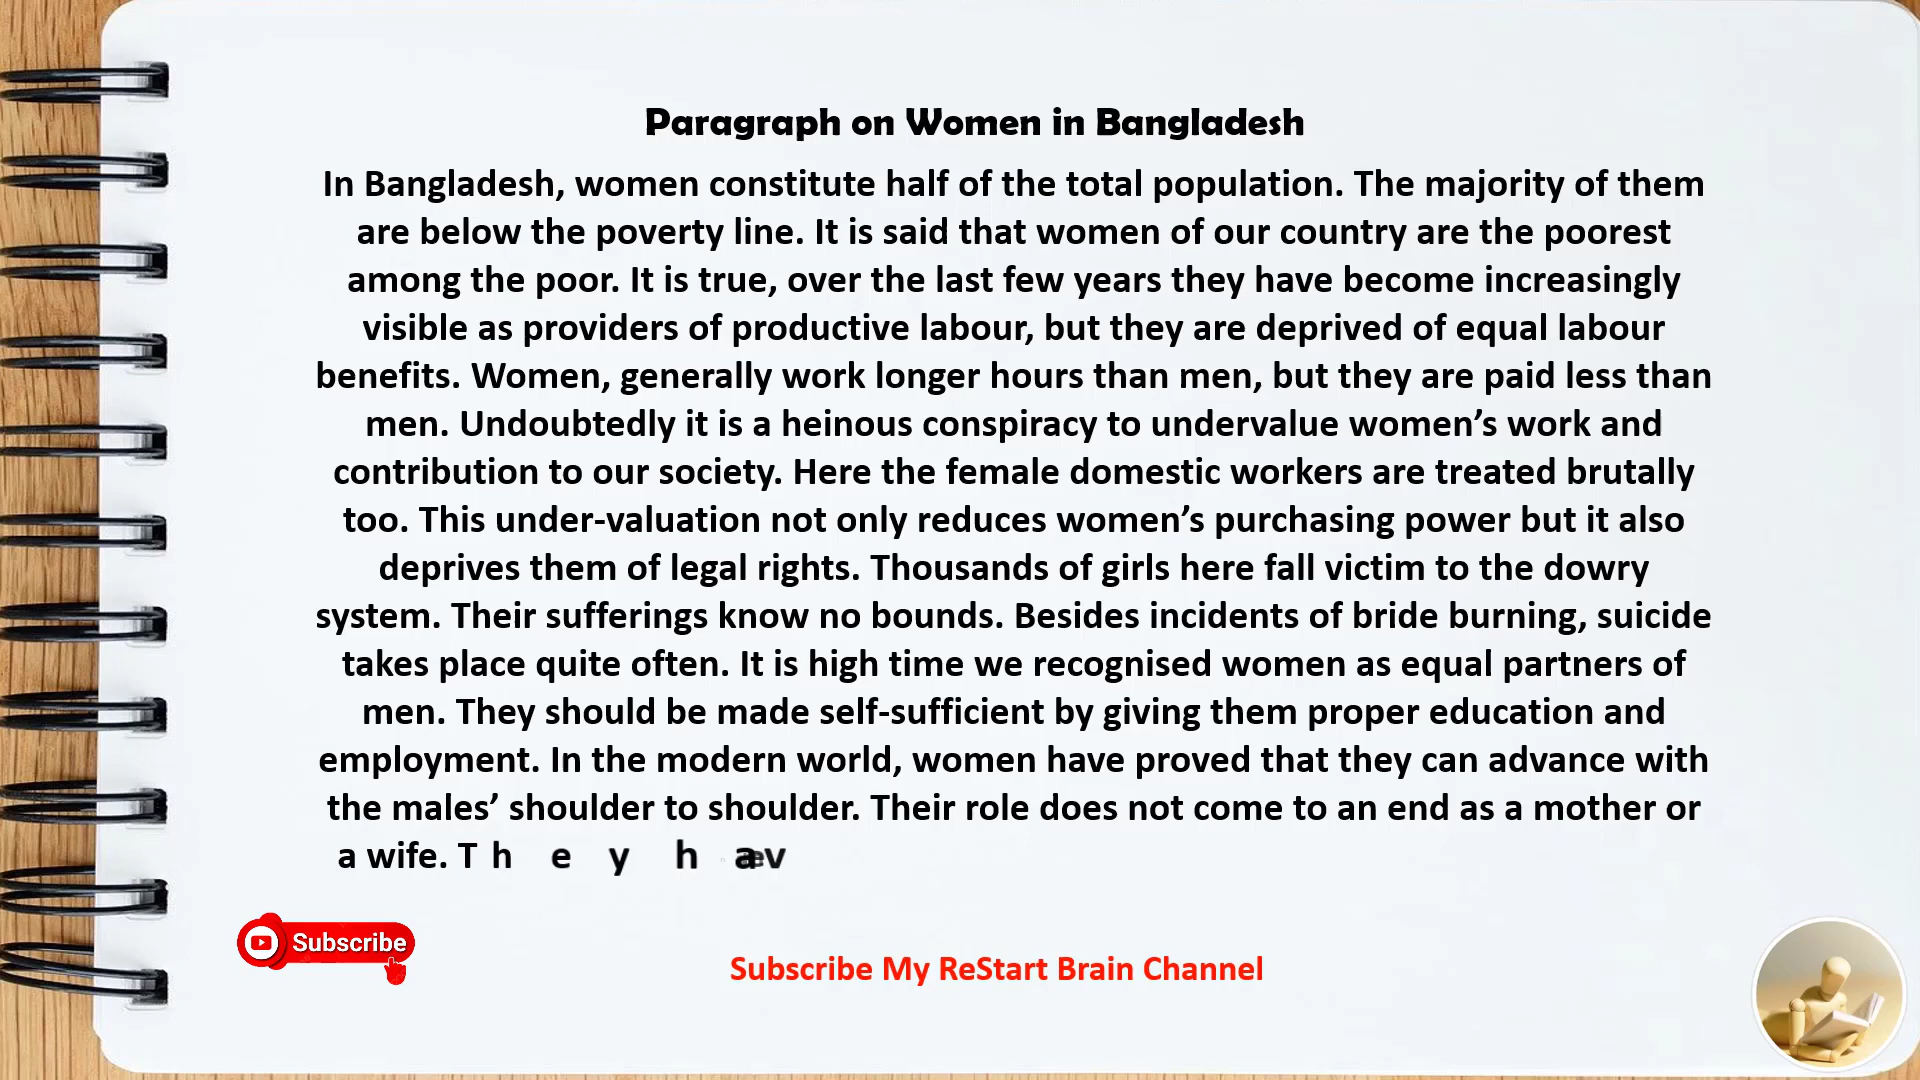 Paragraph on Women in Bangladesh
In Bangladesh, women constitute half of the total population. The majority of them
are below the poverty line. It is said that women of our country are the poorest
among the poor. It is true, over the last few years they have become increasingly
visible as providers of productive labour, but they are deprived of equal labour
benefits. Women, generally work longer hours than men, but they are paid less than
men. Undoubtedly it is a heinous conspiracy to undervalue women’s work and
contribution to our society. Here the female domestic workers are treated brutally
too. This under-valuation not only reduces women’s purchasing power but it also
deprives them of legal rights. Thousands of girls here fall victim to the dowry
system. Their sufferings know no bounds. Besides incidents of bride burning, suicide
takes place quite often. It is high time we recognised women as equal partners of
men. They should be made self-sufficient by giving them proper education and
employment. In the modern world, women have proved that they can advance with
the males’ shoulder to shoulder. Their role does not come to an end as a mother or
a wife. They
Subscribe
Subscribe My ReStart Brain Channel